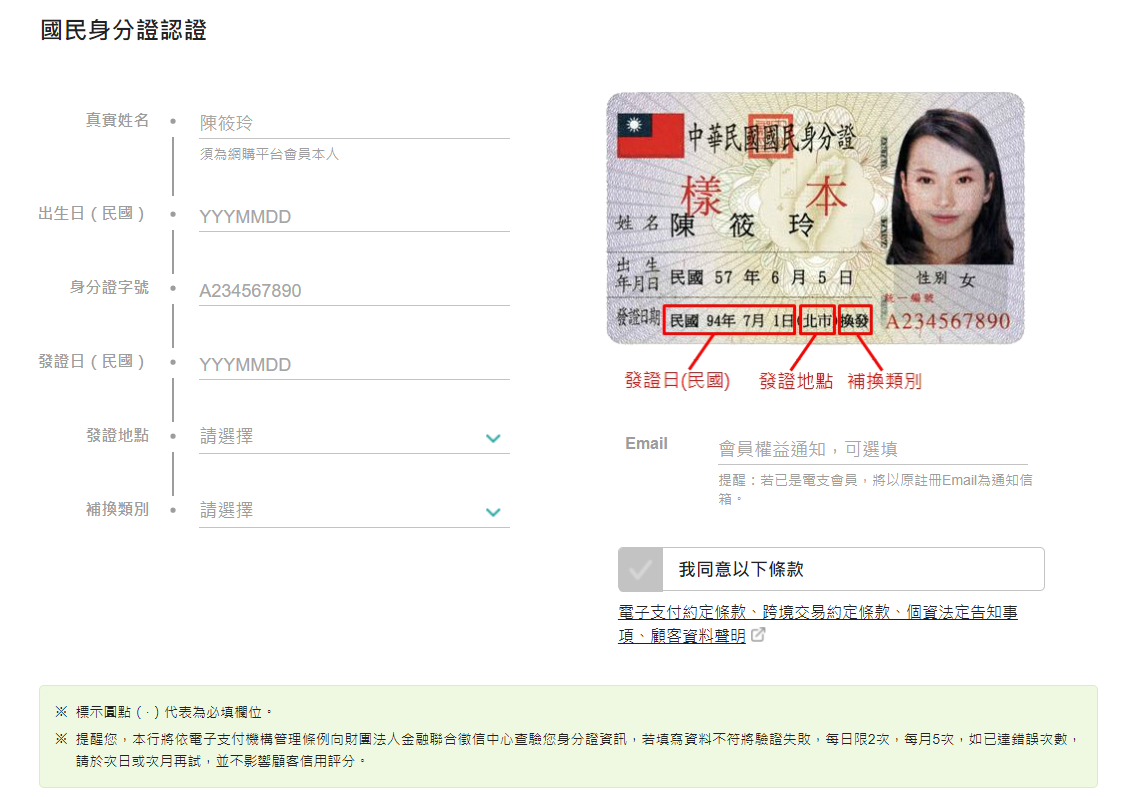 國民身分證認證
真實姓名
陳筱玲
須為網購平台會員本人
出生日 ( 民國 )
YYYMMDD
身分證字號
A234567890
發證日 ( 民國 )
YYYMMDD
發證地點
請選擇
補換類別
請選擇
中華民國國民身分證
樣本
姓名 陳筱玲
出生年月日 民國 57 年 6 月 5 日
性別 女
發證日期 民國 94年 7月 1日 (北市) 換發
統一編號
A234567890
發證日(民國) 發證地點 補換類別
Email
會員權益通知，可選填
提醒：若已是電支會員，將以原註冊Email為通知信
箱。
我同意以下條款
電子支付約定條款、跨境交易約定條款、個資法定告知事
項、顧客資料聲明
※ 標示圓點 ( · ) 代表為必填欄位。
※ 提醒您，本行將依電子支付機構管理條例向財團法人金融聯合徵信中心查驗您身分證資訊，若填寫資料不符將驗證失敗，每日限2次，每月5次，如已達錯誤次數，
請於次日或次月再試，並不影響顧客信用評分。